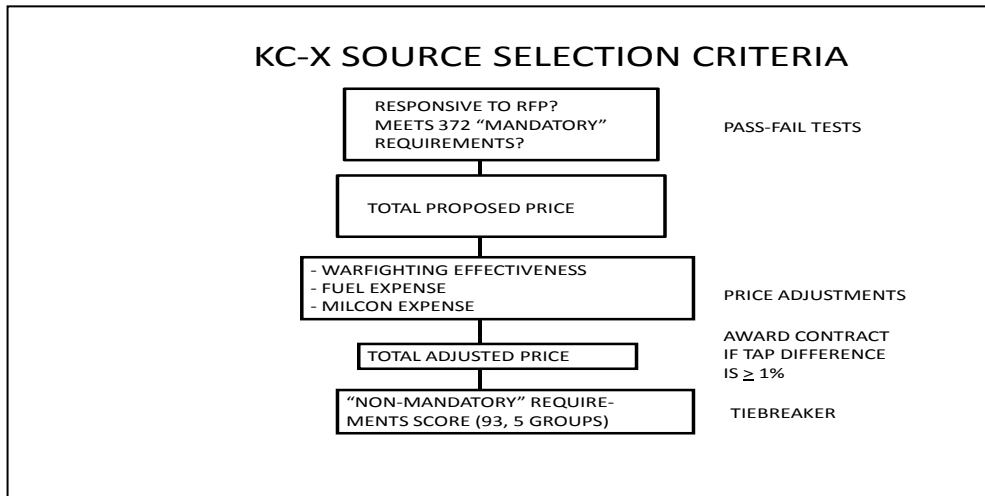 KC-X SOURCE SELECTION CRITERIA
RESPONSIVE TO RFP?
MEETS 372 “MANDATORY”
REQUIREMENTS?
PASS-FAIL TESTS
TOTAL PROPOSED PRICE
- WARFIGHTING EFFECTIVENESS
- FUEL EXPENSE
- MILCON EXPENSE
PRICE ADJUSTMENTS
TOTAL ADJUSTED PRICE
AWARD CONTRACT
IF TAP DIFFERENCE
IS ≥ 1%
“NON-MANDATORY” REQUIRE-
MENTS SCORE (93, 5 GROUPS)
TIEBREAKER